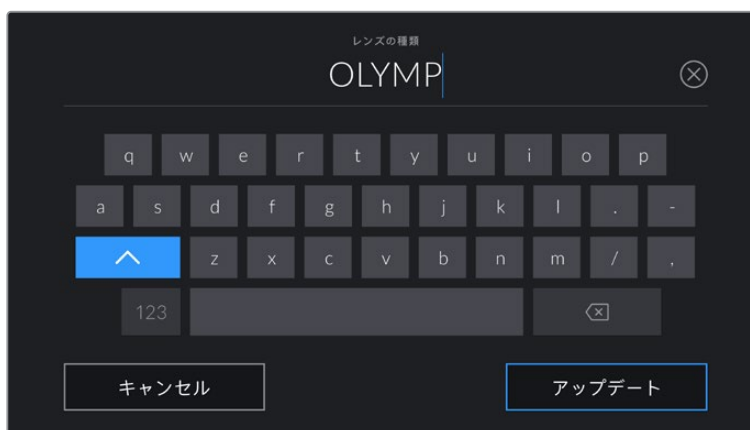 レンズの種類
OLYMP
q w e r t y u i o p
a s d f g h j k l . -
z x c v b n m / ,
123
キャンセル アップデート